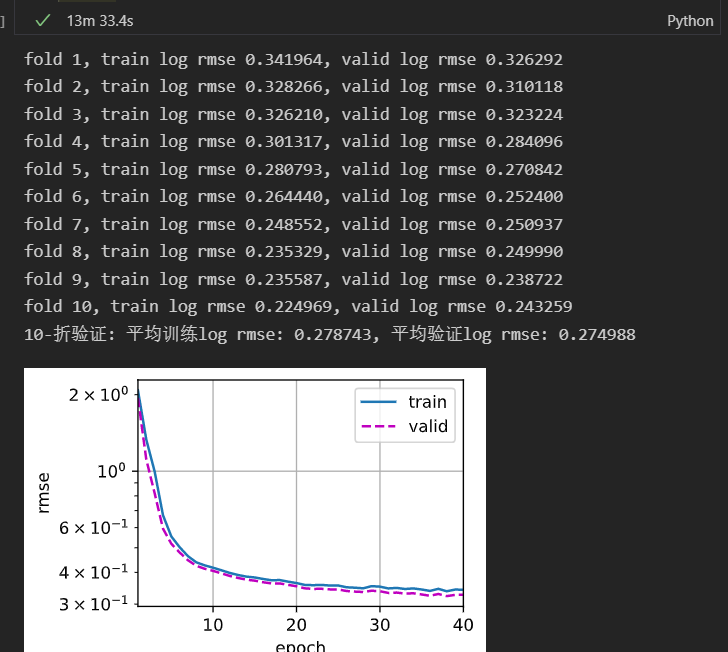 ]
13m 33.4s
Python
fold 1, train log rmse 0.341964, valid log rmse 0.326292
fold 2, train log rmse 0.328266, valid log rmse 0.310118
fold 3, train log rmse 0.326210, valid log rmse 0.323224
fold 4, train log rmse 0.301317, valid log rmse 0.284096
fold 5, train log rmse 0.280793, valid log rmse 0.270842
fold 6, train log rmse 0.264440, valid log rmse 0.252400
fold 7, train log rmse 0.248552, valid log rmse 0.250937
fold 8, train log rmse 0.235329, valid log rmse 0.249990
fold 9, train log rmse 0.235587, valid log rmse 0.238722
fold 10, train log rmse 0.224969, valid log rmse 0.243259
10-折验证: 平均训练log rmse: 0.278743, 平均验证log rmse: 0.274988
2 × 10⁰
train
valid
10⁰
rmse
6 × 10⁻¹
4 × 10⁻¹
3 × 10⁻¹
10 20 30 40
epoch